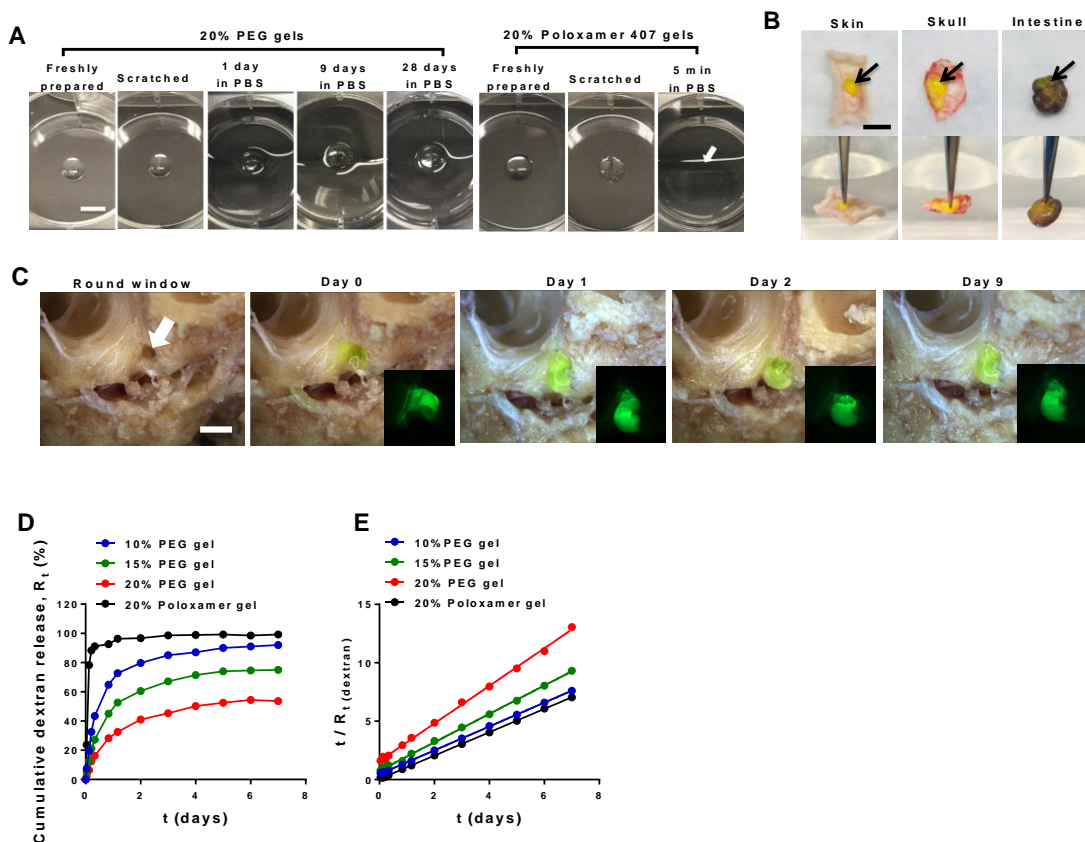 A
20% PEG gels
20% Poloxamer 407 gels
Freshly prepared
Scratched
1 day in PBS
9 days in PBS
28 days in PBS
Freshly prepared
Scratched
5 min in PBS
B
Skin
Skull
Intestine
C
Round window
Day 0
Day 1
Day 2
Day 9
D
10% PEG gel
15% PEG gel
20% PEG gel
20% Poloxamer gel
Cumulative dextran release, Rt (%)
120
100
80
60
40
20
0
0
2
4
6
8
t (days)
E
10%PEG gel
15%PEG gel
20% PEG gel
20% Poloxamer gel
t / Rt (dextran)
15
10
5
0
0
2
4
6
8
t (days)